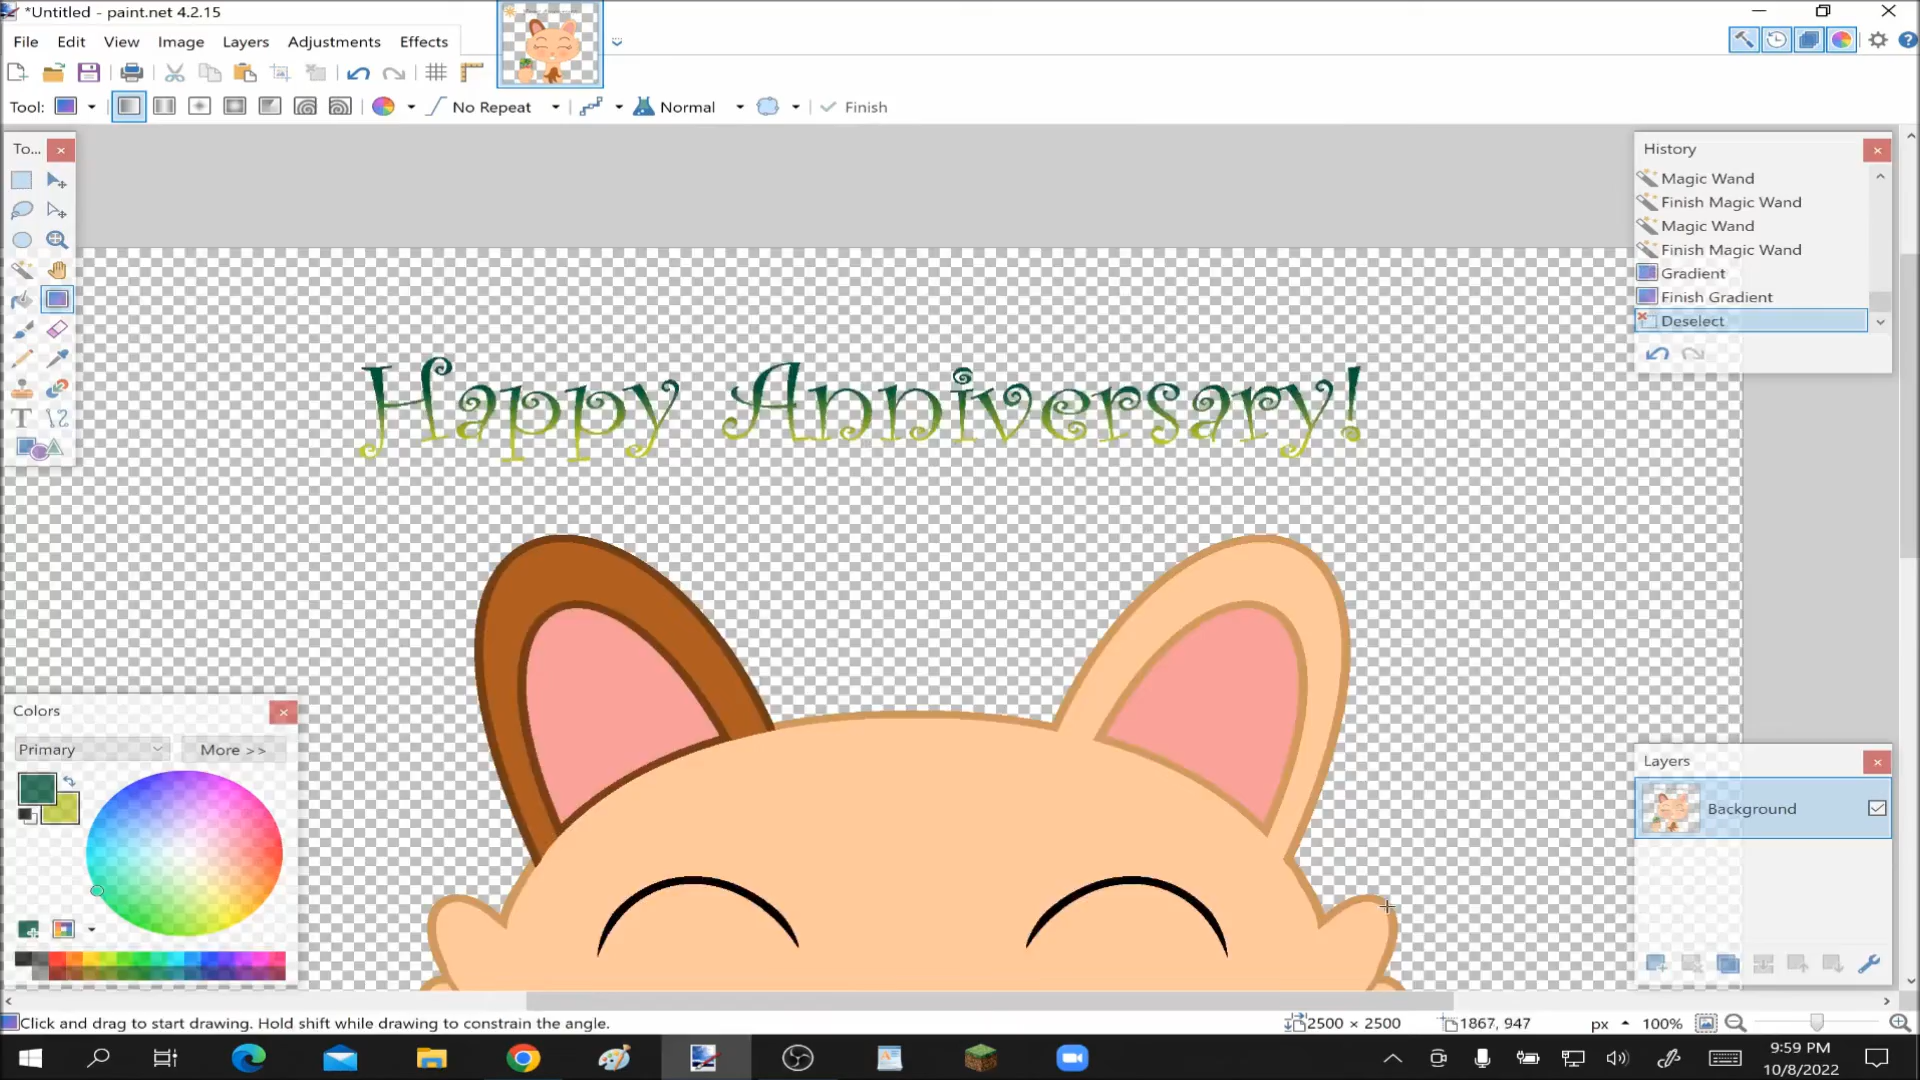 *Untitled - paint.net 4.2.15
File Edit View Image Layers Adjustments Effects
Tool: No Repeat Normal Finish
To...
History
Magic Wand
Finish Magic Wand
Magic Wand
Finish Magic Wand
Gradient
Finish Gradient
Deselect
Happy Anniversary!
Colors
Primary More >>
Layers
Background
Click and drag to start drawing. Hold shift while drawing to constrain the angle. 2500 × 2500 1867, 947 px 100%
9:59 PM
10/8/2022